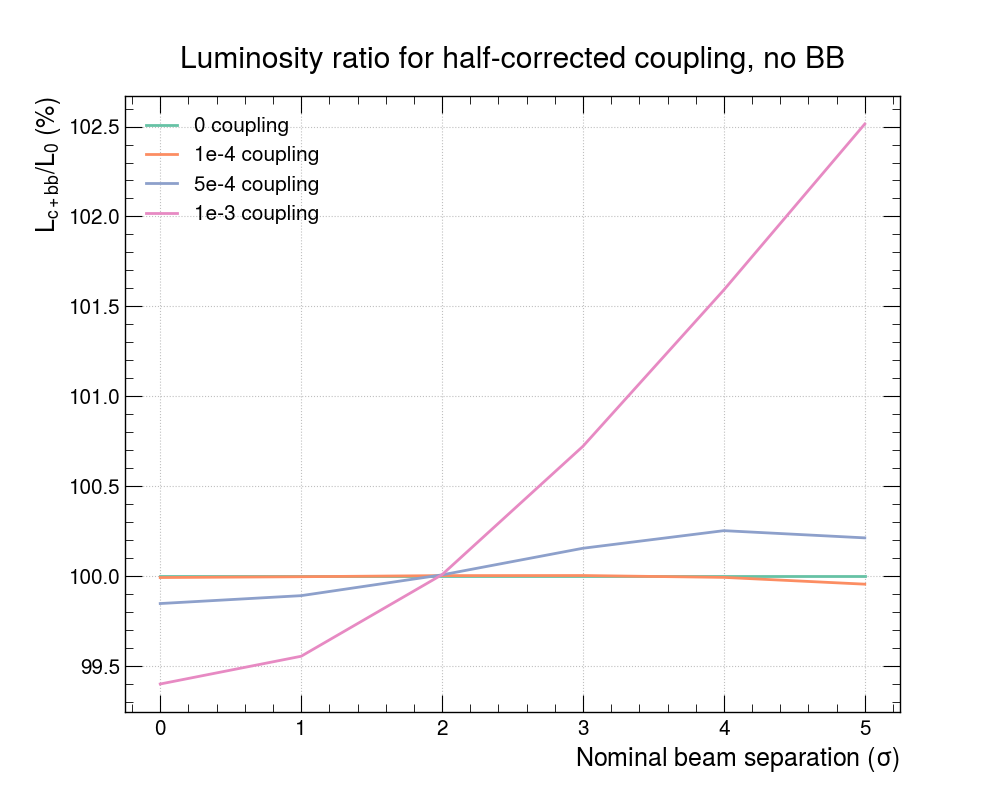 Luminosity ratio for half-corrected coupling, no BB
L_{c+bb}/L_0 (%)
102.5
102.0
101.5
101.0
100.5
100.0
99.5
0 coupling
1e-4 coupling
5e-4 coupling
1e-3 coupling
0 1 2 3 4 5
Nominal beam separation (σ)